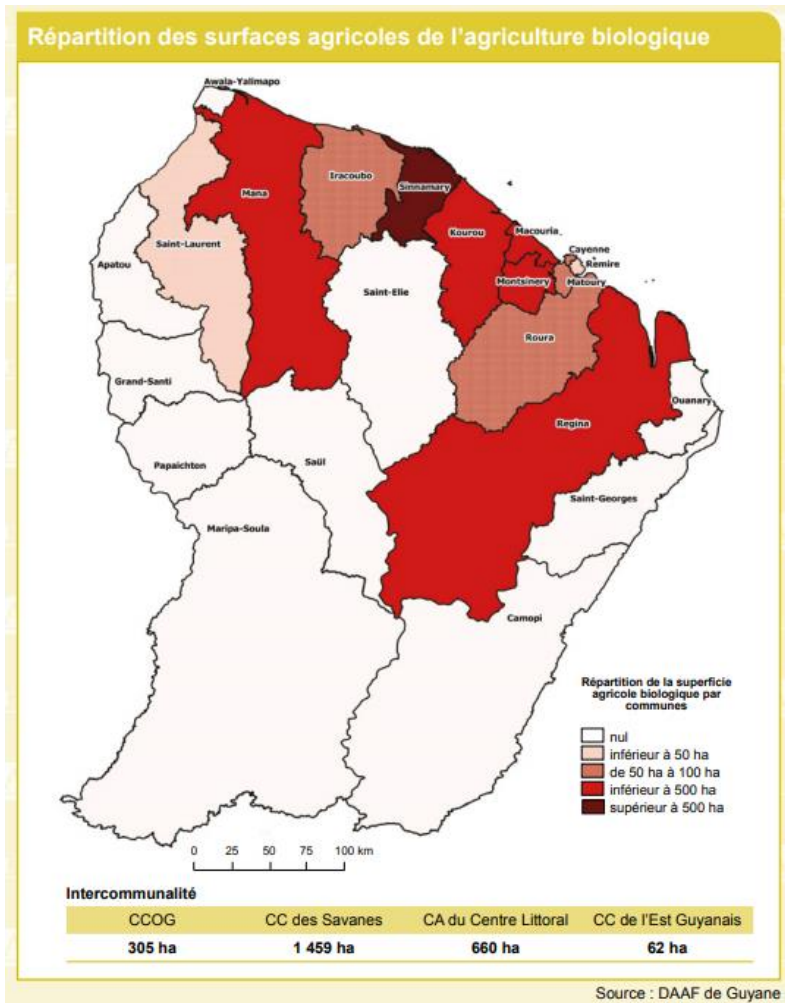 Répartition des surfaces agricoles de l'agriculture biologique
Awala-Yalimapo
Iracoubo
Sinnamary
Mana
Kourou
Macouria
Saint-Laurent
Cayenne
Remire
Apatou
Montsinery
Matoury
Saint-Elie
Roura
Grand-Santi
Ouanary
Regina
Papaichton
Saül
Saint-Georges
Maripa-Soula
Camopi
Répartition de la superficie
agricole biologique par
communes
nul
inférieur à 50 ha
de 50 ha à 100 ha
inférieur à 500 ha
supérieur à 500 ha
0 25 50 75 100 km
Intercommunalité
CCOG CC des Savanes CA du Centre Littoral CC de l'Est Guyanais
305 ha 1 459 ha 660 ha 62 ha
Source : DAAF de Guyane